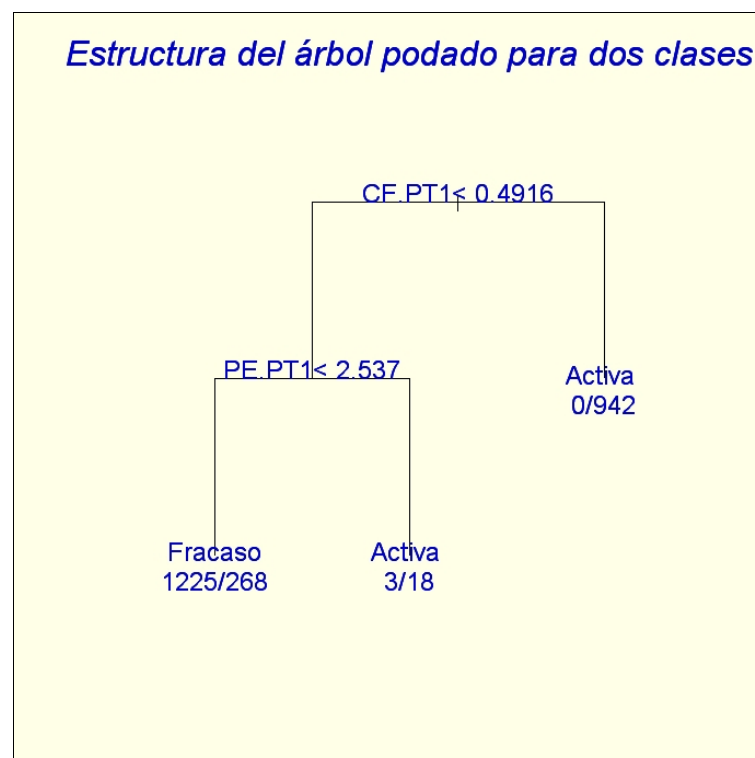 Estructura del árbol podado para dos clases
CF.PT1< 0.4916
PE.PT1< 2.537
Activa
0/942
Fracaso
1225/268
Activa
3/18